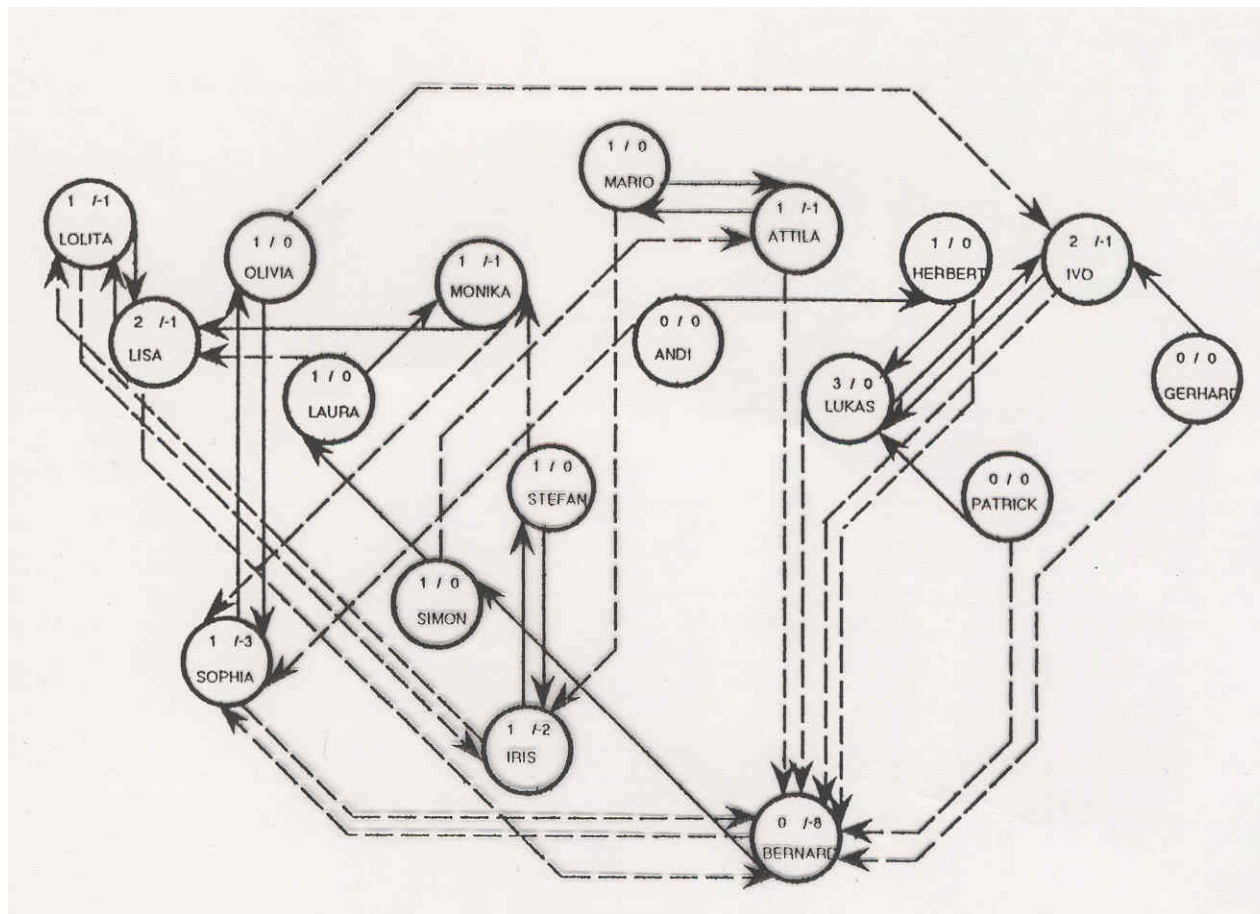 1 / 0
MARIO
1 /-1
LOLITA
1 / 0
OLIVIA
1 /-1
MONIKA
1 /-1
ATTILA
1 / 0
HERBERT
2 /-1
IVO
2 /-1
LISA
1 / 0
LAURA
0 / 0
ANDI
3 / 0
LUKAS
0 / 0
GERHARD
1 / 0
STEFAN
0 / 0
PATRICK
1 / 0
SIMON
1 /-3
SOPHIA
1 /-2
IRIS
0 /-8
BERNARD